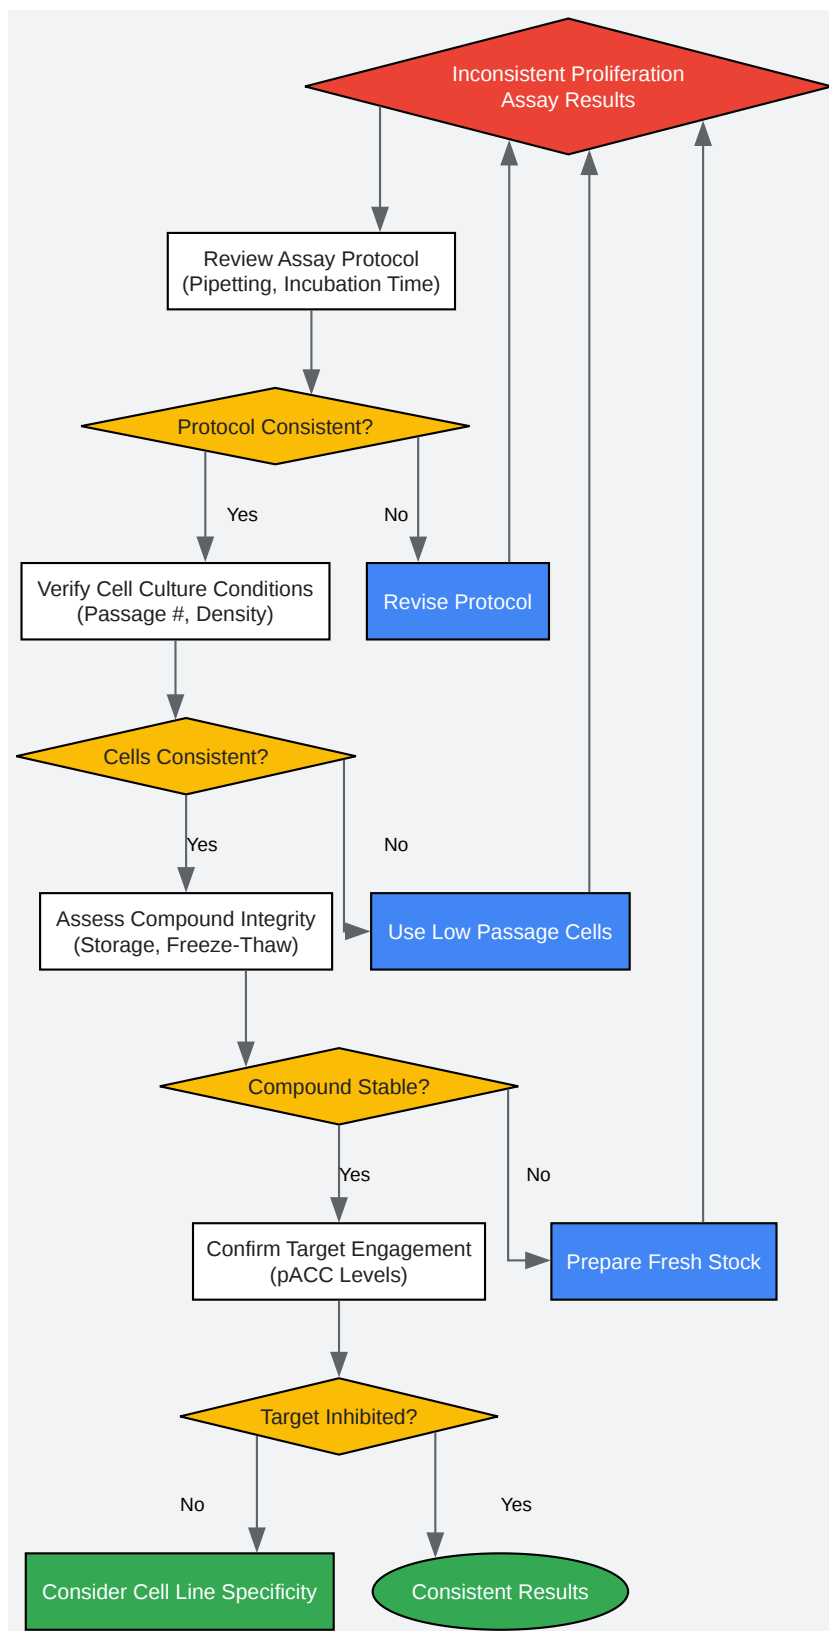 Inconsistent Proliferation
Assay Results
Review Assay Protocol
(Pipetting, Incubation Time)
Protocol Consistent?
Yes
No
Verify Cell Culture Conditions
(Passage #, Density)
Revise Protocol
Cells Consistent?
Yes
No
Assess Compound Integrity
(Storage, Freeze-Thaw)
Use Low Passage Cells
Compound Stable?
Yes
No
Confirm Target Engagement
(pACC Levels)
Prepare Fresh Stock
Target Inhibited?
No
Yes
Consider Cell Line Specificity
Consistent Results